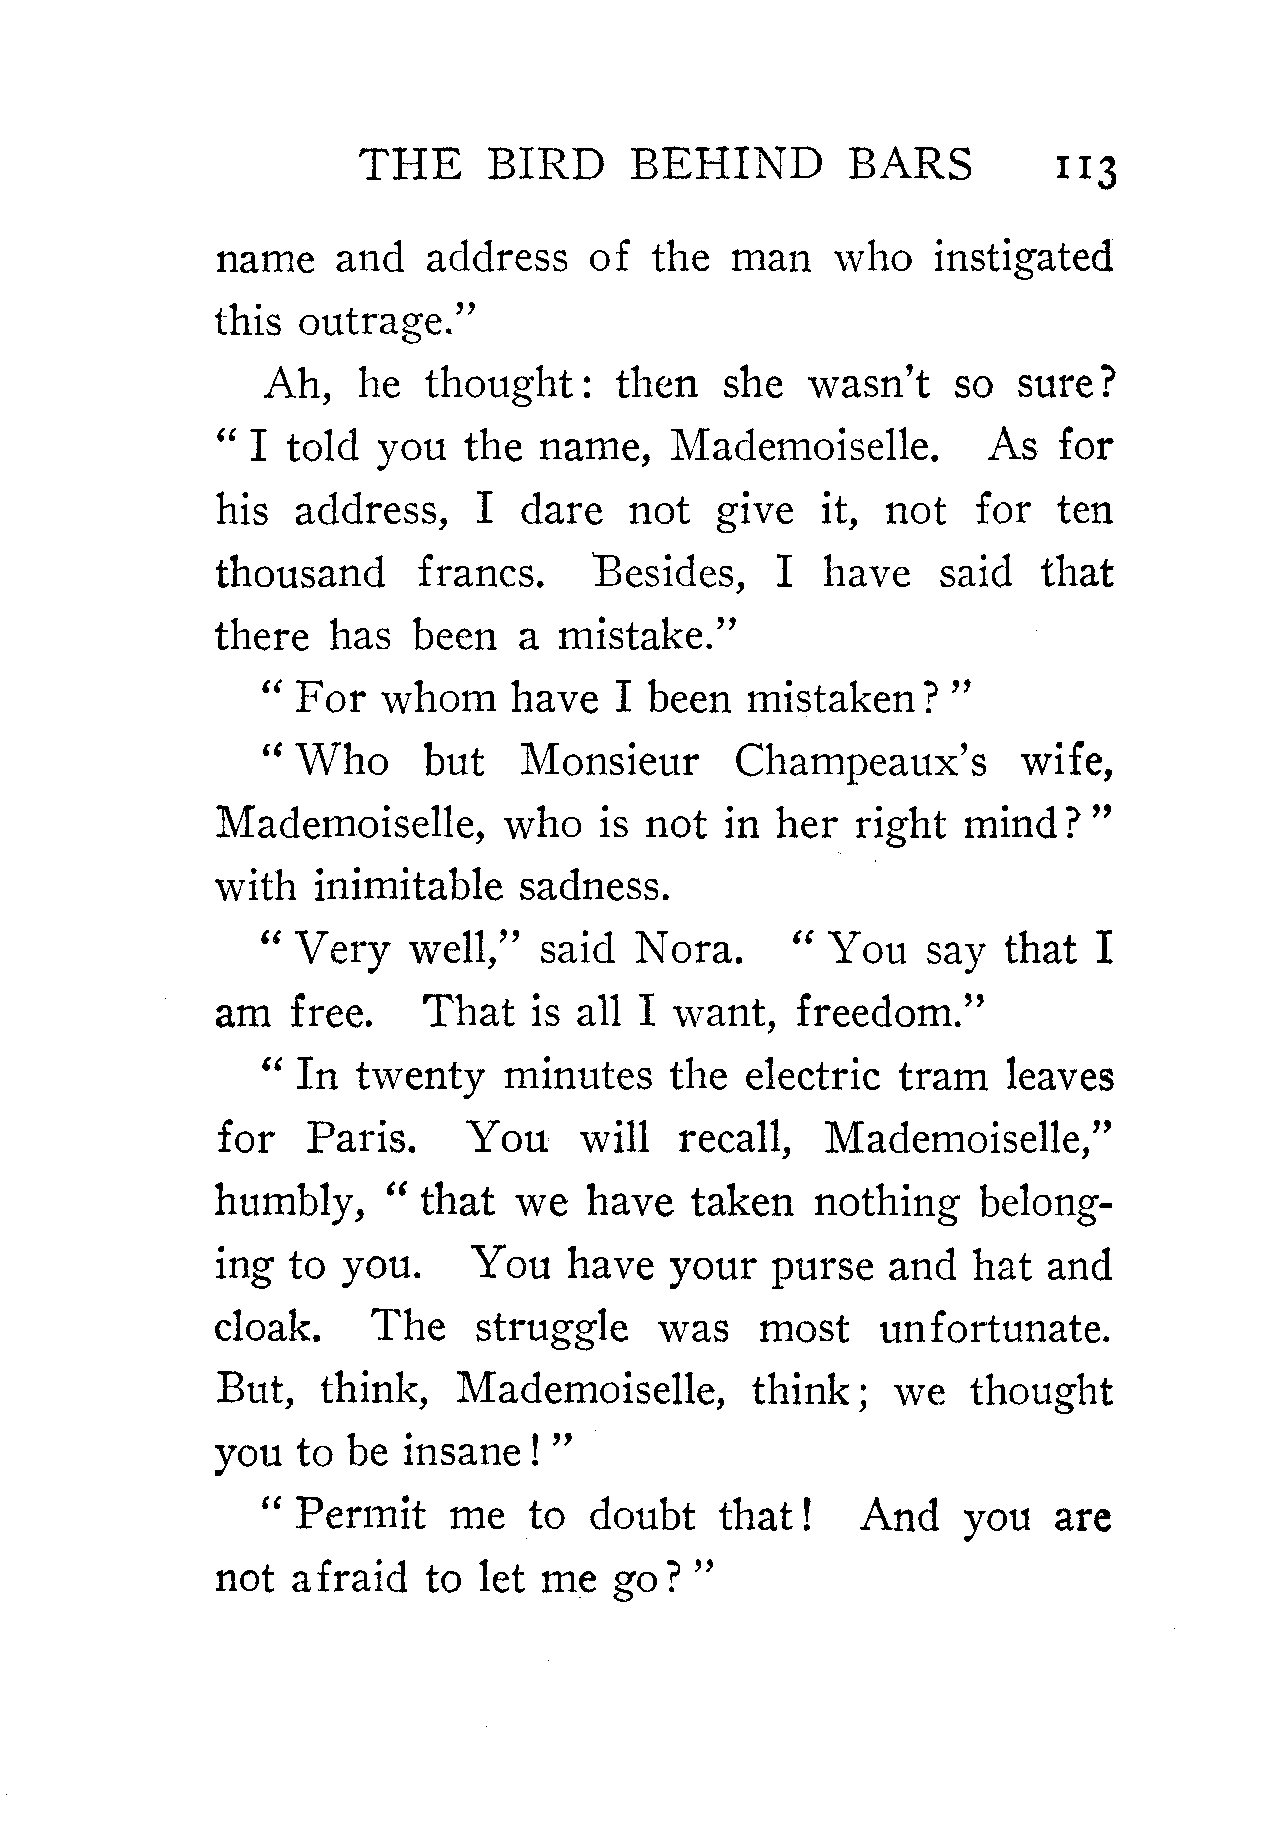 THE BIRD BEHIND BARS 113
name and address of the man who instigated
this outrage."
Ah, he thought: then she wasn't so sure?
"I told you the name, Mademoiselle. As for
his address, I dare not give it, not for ten
thousand francs. Besides, I have said that
there has been a mistake."
"For whom have I been mistaken?"
"Who but Monsieur Champeaux's wife,
Mademoiselle, who is not in her right mind?"
with inimitable sadness.
"Very well," said Nora. "You say that I
am free. That is all I want, freedom."
"In twenty minutes the electric tram leaves
for Paris. You will recall, Mademoiselle,"
humbly, "that we have taken nothing belong-
ing to you. You have your purse and hat and
cloak. The struggle was most unfortunate.
But, think, Mademoiselle, think; we thought
you to be insane!"
"Permit me to doubt that! And you are
not afraid to let me go?"